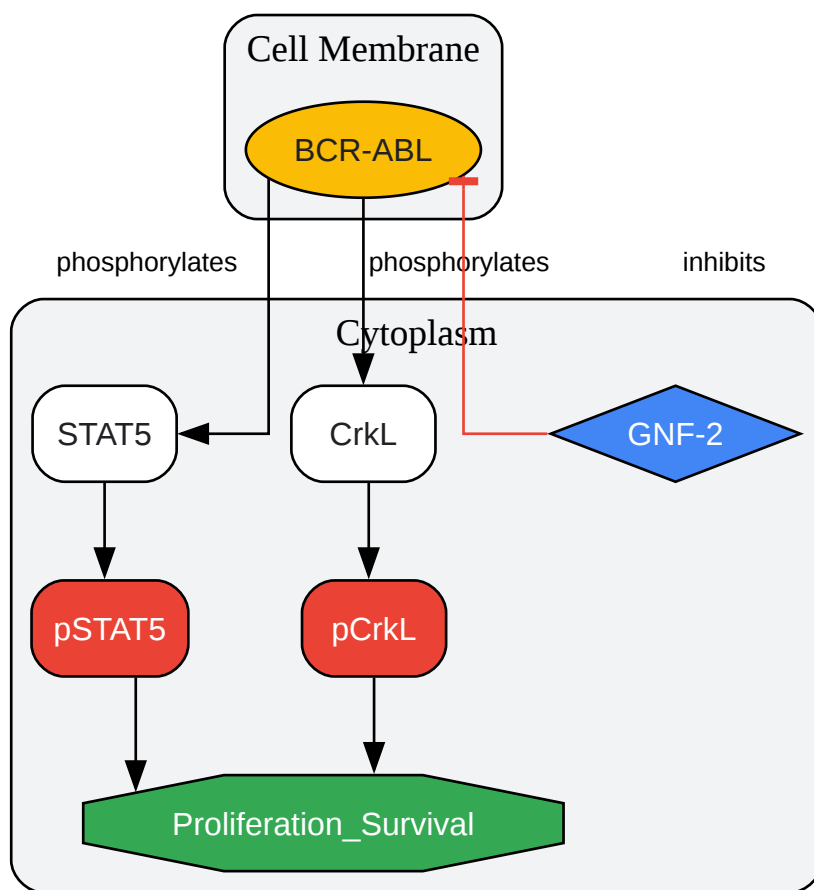 Cell Membrane
BCR-ABL
phosphorylates
phosphorylates
inhibits
Cytoplasm
STAT5
CrkL
GNF-2
pSTAT5
pCrkL
Proliferation_Survival